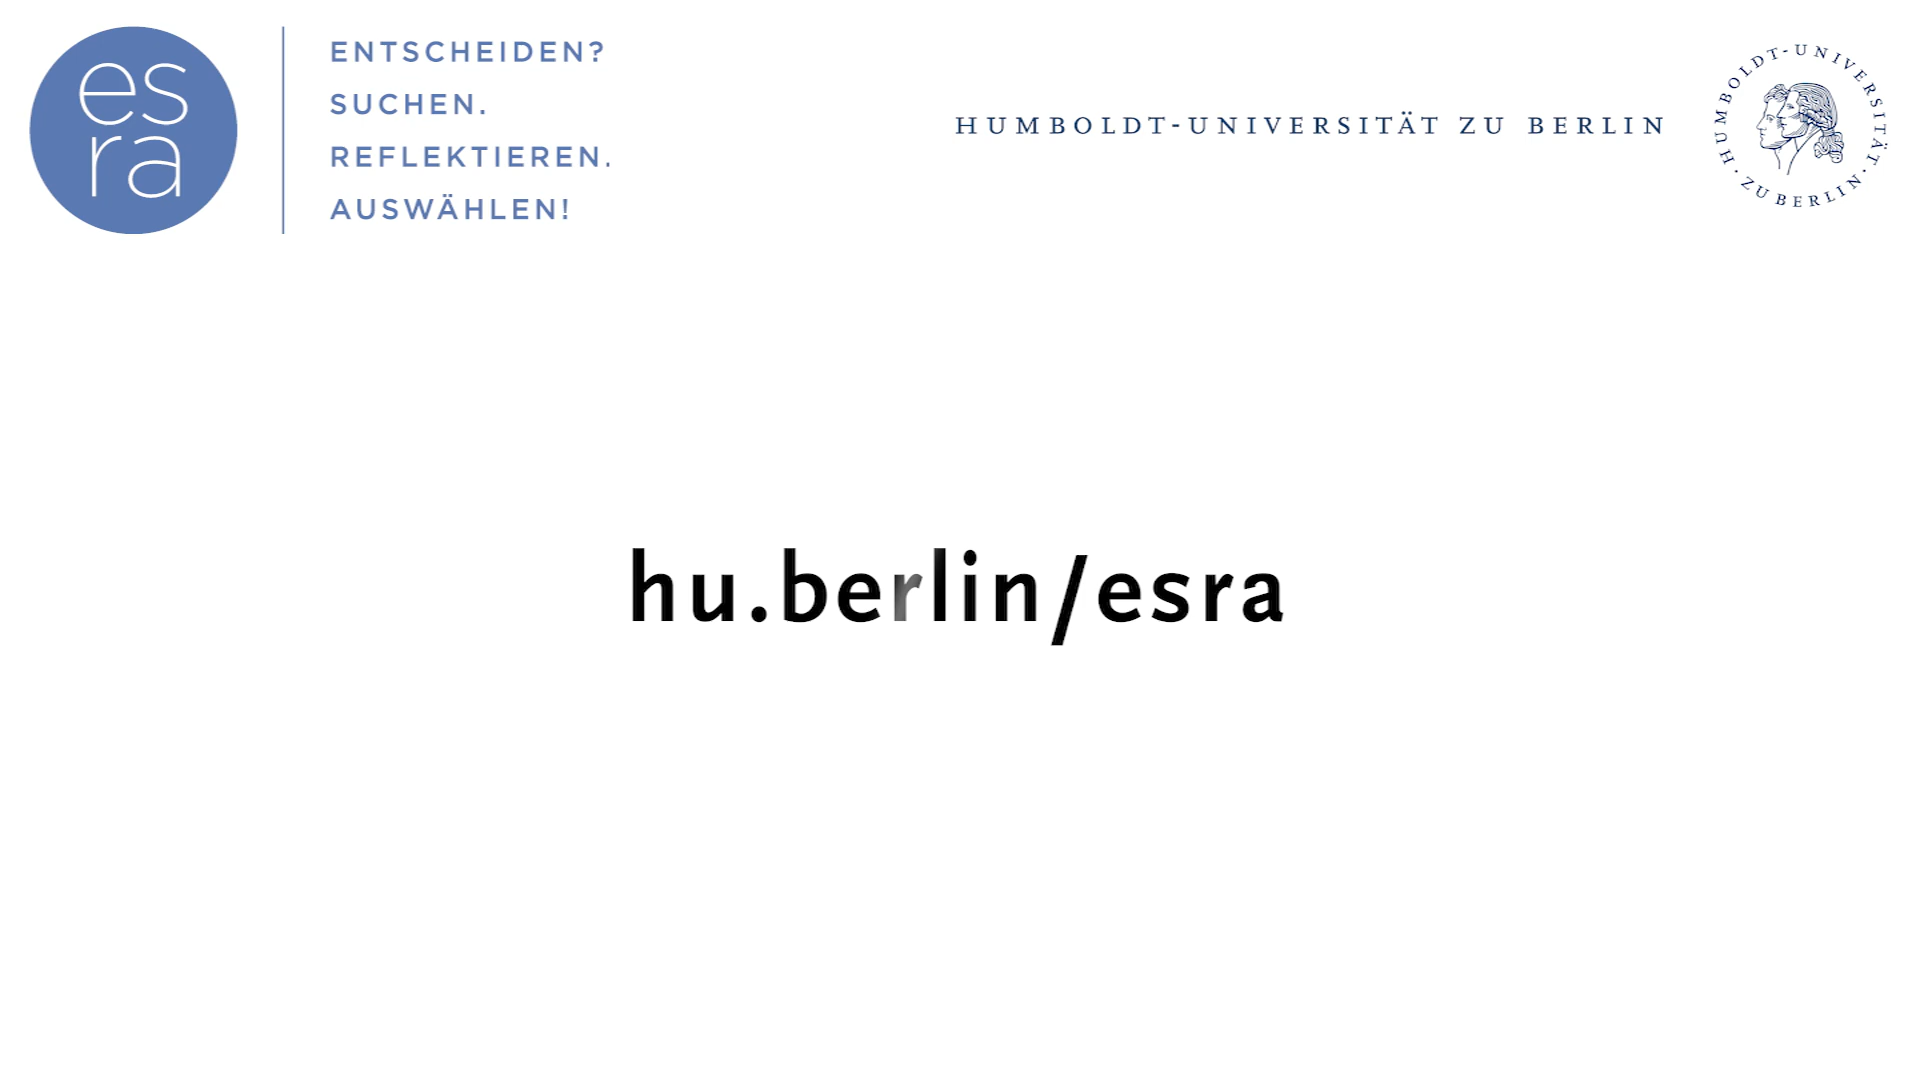 es
ra
ENTSCHEIDEN?
SUCHEN.
REFLEKTIEREN.
AUSWÄHLEN!
HUMBOLDT-UNIVERSITÄT ZU BERLIN
HUMBOLDT-UNIVERSITÄT · ZU BERLIN ·
hu.berlin/esra